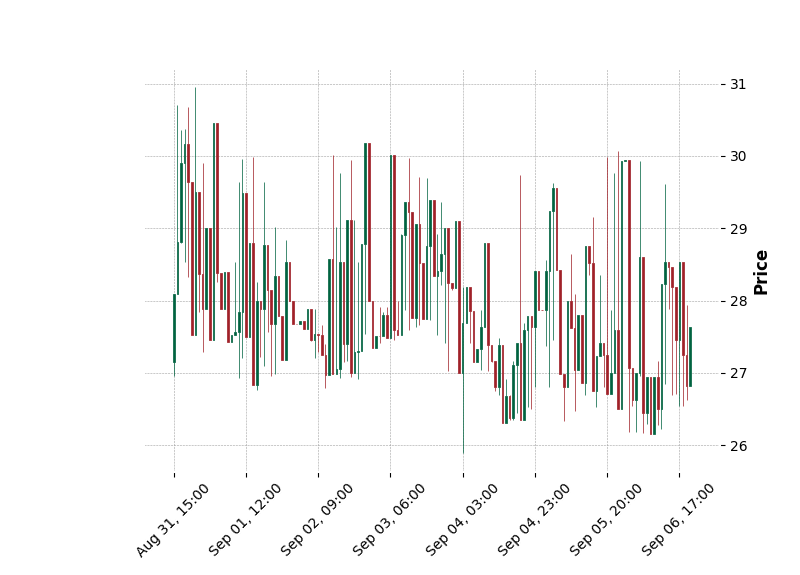 31
30
29
28
27
26
Price
Aug 31, 15:00
Sep 01, 12:00
Sep 02, 09:00
Sep 03, 06:00
Sep 04, 03:00
Sep 04, 23:00
Sep 05, 20:00
Sep 06, 17:00